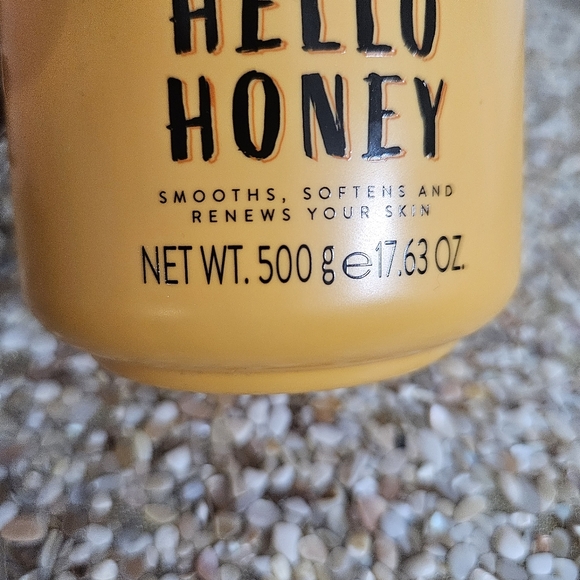 HELLO
HONEY
SMOOTHS, SOFTENS AND
RENEWS YOUR SKIN
NET WT. 500 g ℮ 17.63 OZ.